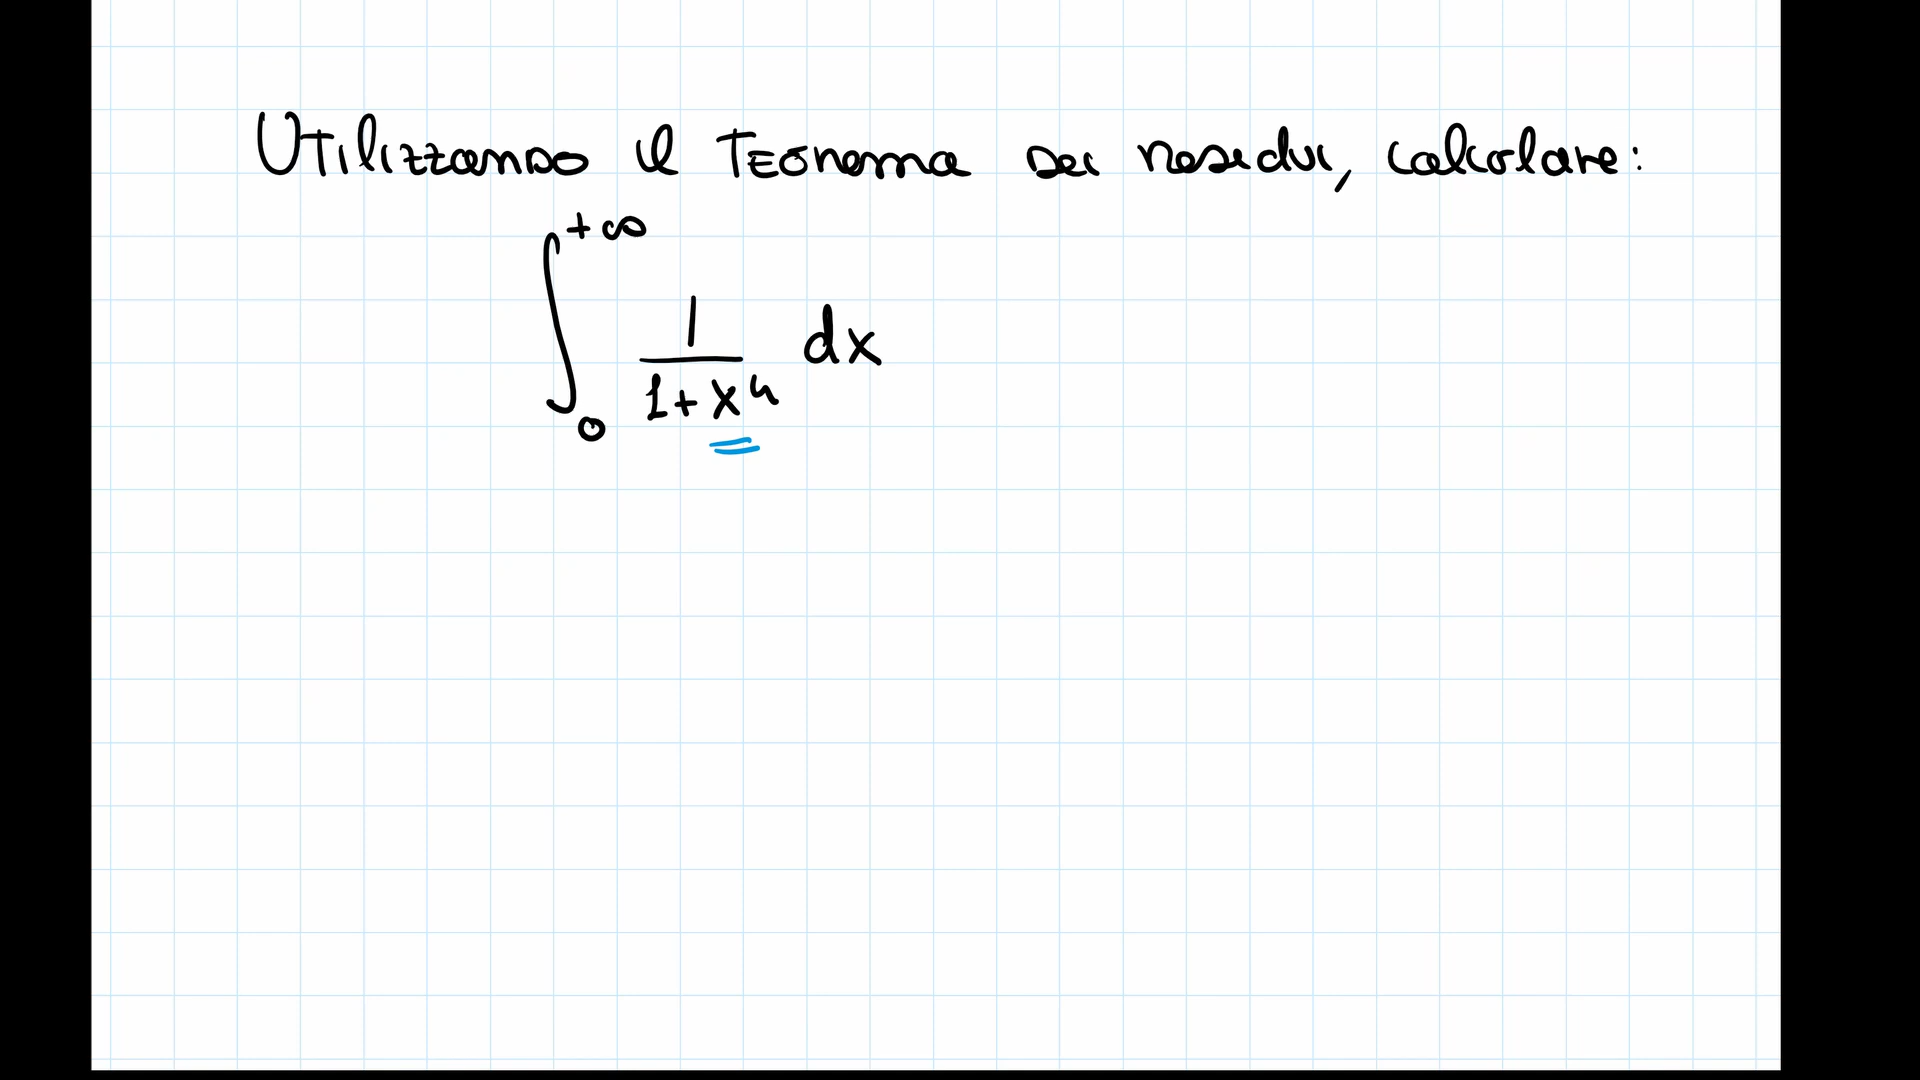 Utilizzando il Teorema dei residui, calcolare:
∫₀^{+∞} 1/(1+x⁴) dx